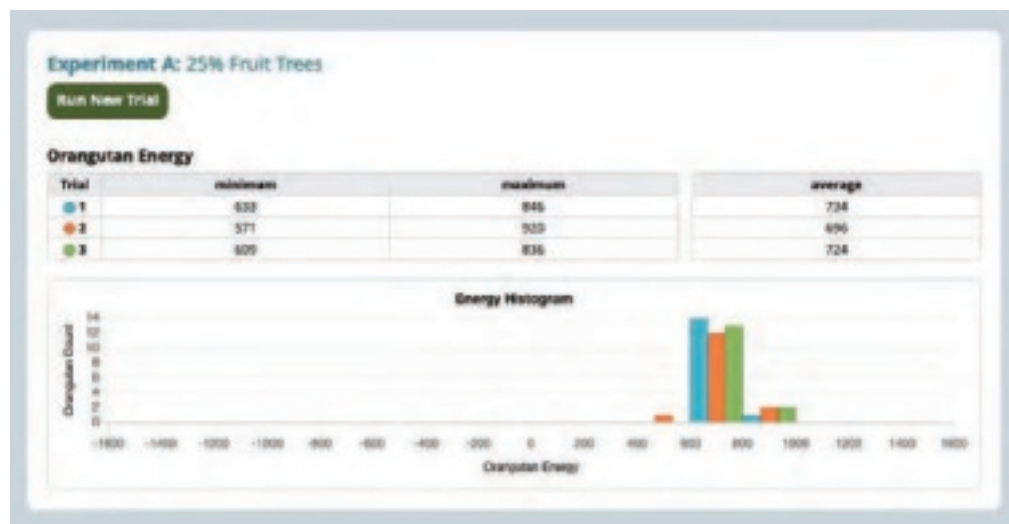 Experiment A: 25% Fruit Trees
Run New Trial
Orangutan Energy
Trial minimum maximum average
1 633 846 734
2 571 920 696
3 609 836 724
Energy Histogram
Orangutan Count
14
12
10
8
6
4
2
0
-1600 -1400 -1200 -1000 -800 -600 -400 -200 0 200 400 600 800 1000 1200 1400 1600
Orangutan Energy